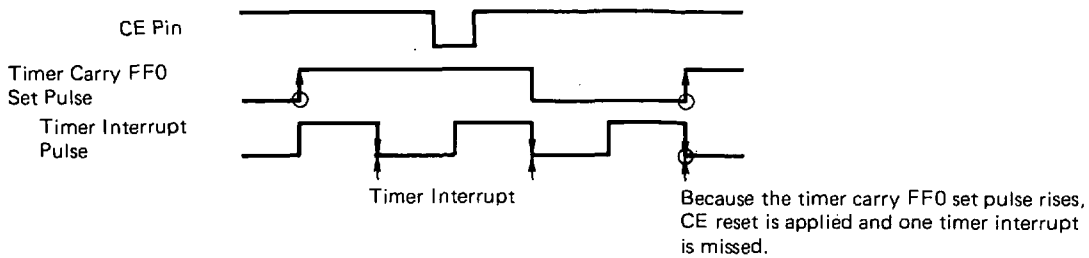 CE Pin
Timer Carry FF0
Set Pulse
Timer Interrupt
Pulse
Timer Interrupt
Because the timer carry FF0 set pulse rises,
CE reset is applied and one timer interrupt
is missed.